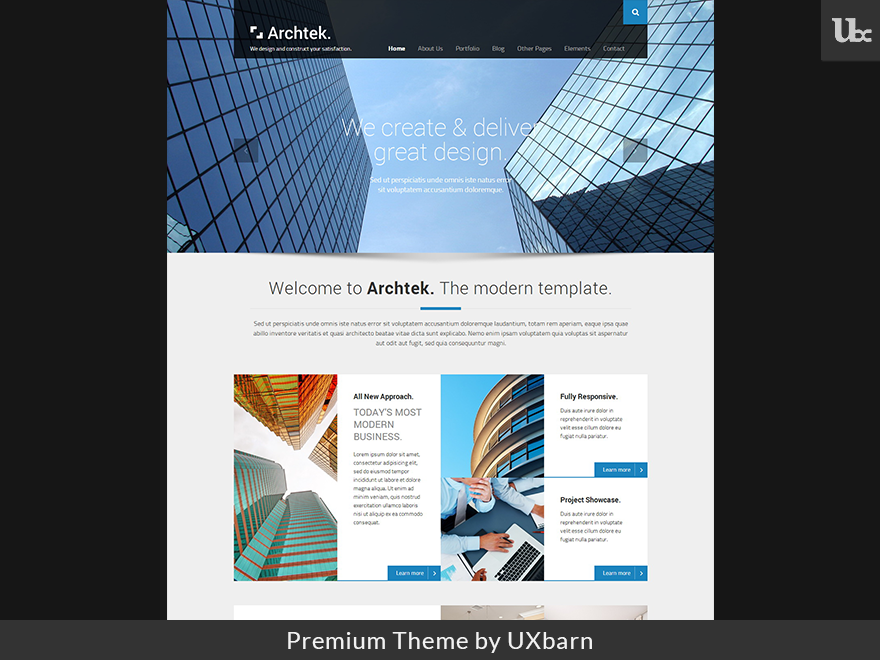 Ubc
Archtek.
We design and construct your satisfaction.
Home About Us Portfolio Blog Other Pages Elements Contact
We create & deliver
great design.
Sed ut perspiciatis unde omnis iste natus error
sit voluptatem accusantium doloremque.
Welcome to Archtek. The modern template.
Sed ut perspiciatis unde omnis iste natus error sit voluptatem accusantium doloremque laudantium, totam rem aperiam, eaque ipsa quae
abillo inventore veritatis et quasi architecto beatae vitae dicta sunt explicabo. Nemo enim ipsam voluptatem quia voluptas sit aspernatur
aut odit aut fugit, sed quia consequuntur magni.
All New Approach.
TODAY'S MOST
MODERN
BUSINESS.
Lorem ipsum dolor sit amet,
consectetur adipisicing elit,
sed do eiusmod tempor
incididunt ut labore et dolore
magna aliqua. Ut enim ad
minim veniam, quis nostrud
exercitation ullamco laboris
nisi ut aliquip ex ea commodo
consequat.
Learn more
Fully Responsive.
Duis aute irure dolor in
reprehenderit in voluptate
velit esse cillum dolore eu
fugiat nulla pariatur.
Learn more
Project Showcase.
Duis aute irure dolor in
reprehenderit in voluptate
velit esse cillum dolore eu
fugiat nulla pariatur.
Learn more
Premium Theme by UXbarn